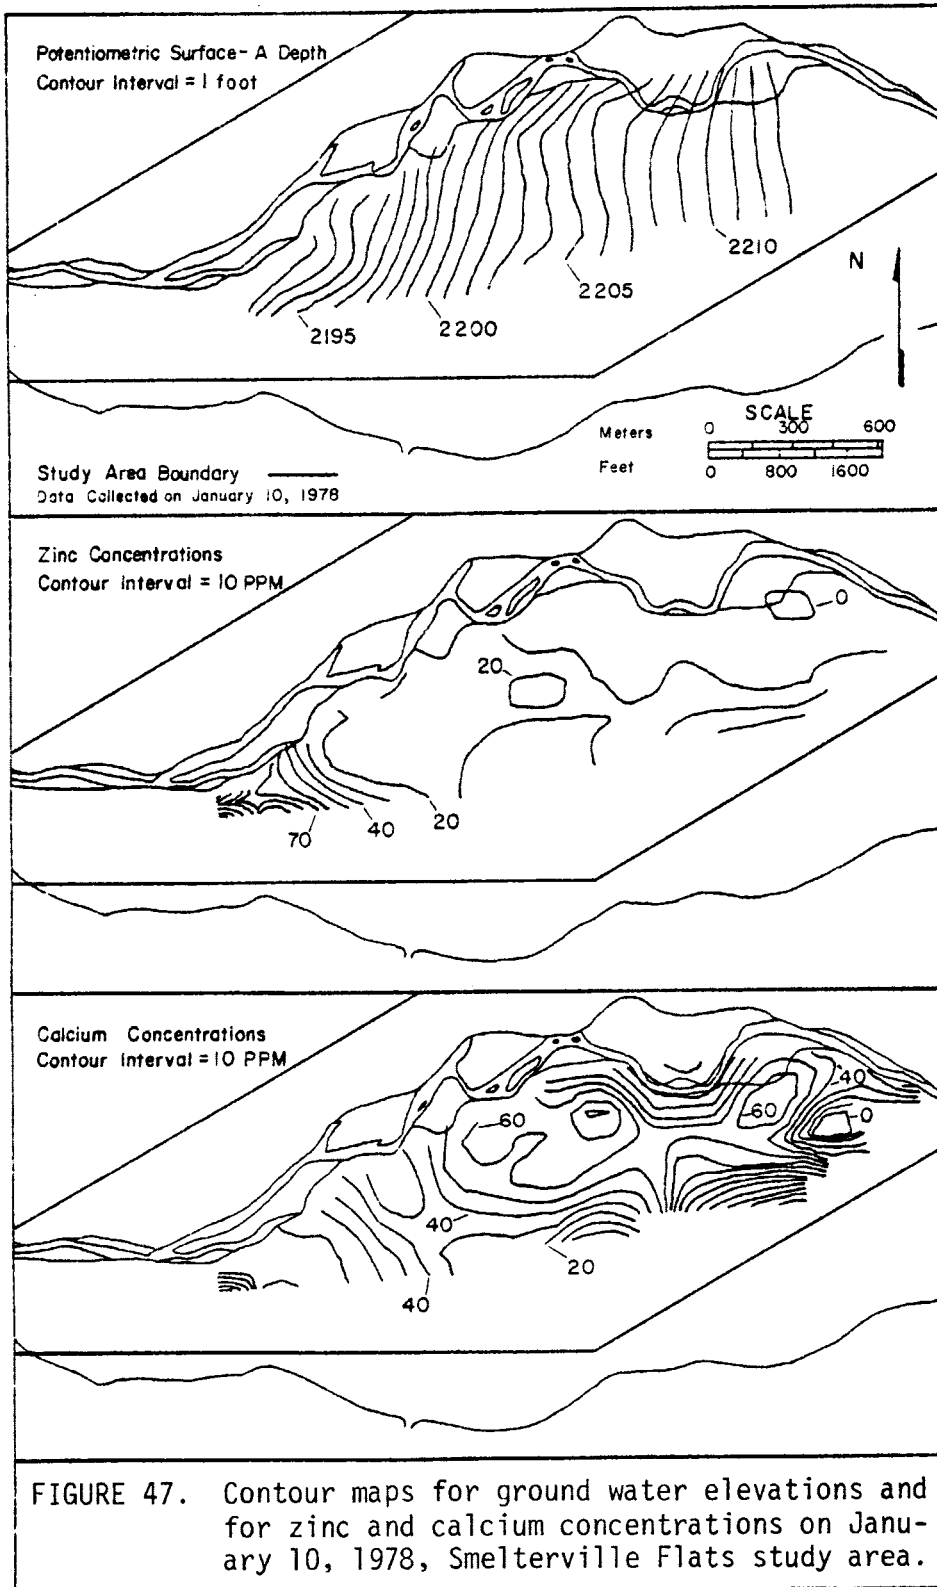 Potentiometric Surface - A Depth
Contour Interval = 1 foot
2210
N
2205
2200
2195
SCALE
Meters 0 300 600
Feet 0 800 1600
Study Area Boundary
Data Collected on January 10, 1978
Zinc Concentrations
Contour Interval = 10 PPM
0
20
70
40
20
Calcium Concentrations
Contour Interval = 10 PPM
40
60
60
0
40
20
40
FIGURE 47. Contour maps for ground water elevations and
for zinc and calcium concentrations on Janu-
ary 10, 1978, Smelterville Flats study area.